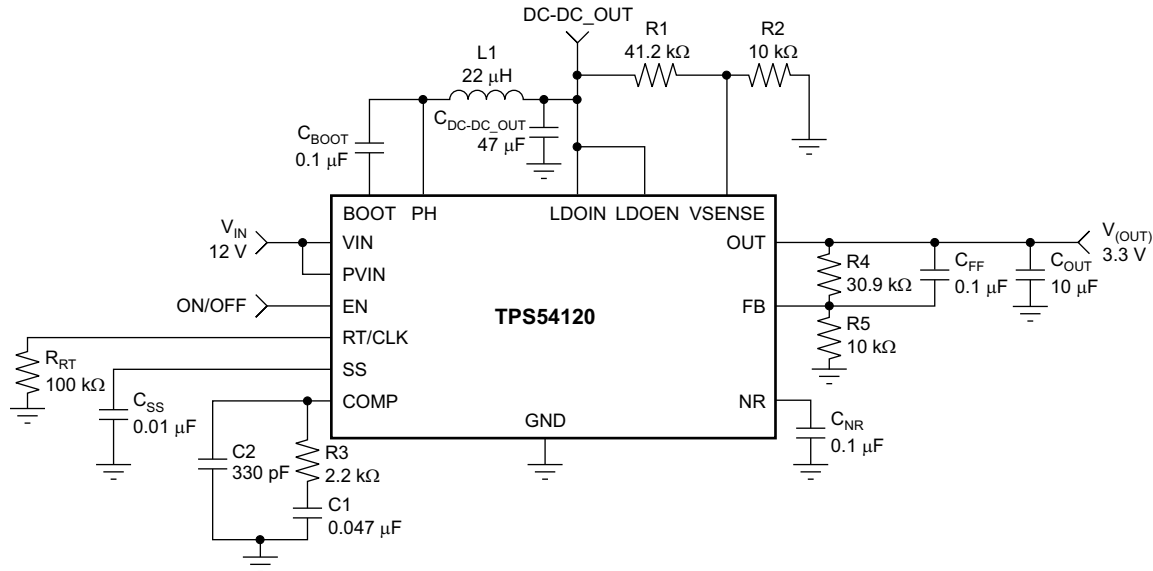 DC-DC_OUT
R1
41.2 kΩ
R2
10 kΩ
L1
22 μH
C_BOOT
0.1 μF
C_DC-DC_OUT
47 μF
BOOT PH LDOIN LDOEN VSENSE
V_IN
12 V
VIN
PVIN
ON/OFF
EN
RT/CLK
SS
COMP
TPS54120
GND
OUT
FB
NR
R_RT
100 kΩ
C_SS
0.01 μF
C2
330 pF
R3
2.2 kΩ
C1
0.047 μF
R4
30.9 kΩ
R5
10 kΩ
C_FF
0.1 μF
C_OUT
10 μF
V_(OUT)
3.3 V
C_NR
0.1 μF